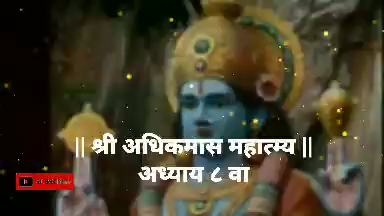 || श्री अधिकमास महात्म्य ||
अध्याय ८ वा